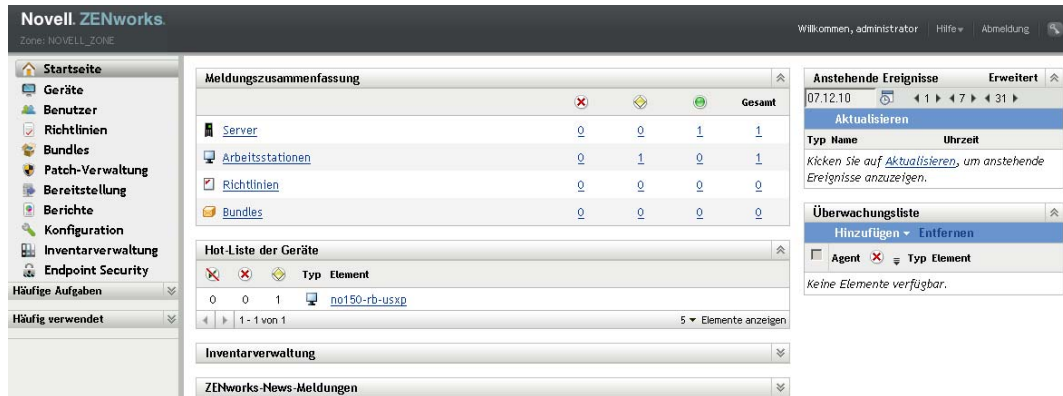 Novell. ZENworks.
Zone: NOVELL_ZONE
Willkommen, administrator Hilfe Abmeldung
Startseite
Geräte
Benutzer
Richtlinien
Bundles
Patch-Verwaltung
Bereitstellung
Berichte
Konfiguration
Inventarverwaltung
Endpoint Security
Häufige Aufgaben
Häufig verwendet
Meldungszusammenfassung
Gesamt
Server 0 0 1 1
Arbeitsstationen 0 1 0 1
Richtlinien 0 0 0 0
Bundles 0 0 0 0
Hot-Liste der Geräte
Typ Element
0 0 1 no150-rb-usxp
1 - 1 von 1 5 Elemente anzeigen
Inventarverwaltung
ZENworks-News-Meldungen
Anstehende Ereignisse Erweitert
07.12.10 1 7 31
Aktualisieren
Typ Name Uhrzeit
Kicken Sie auf Aktualisieren, um anstehende
Ereignisse anzuzeigen.
Überwachungsliste
Hinzufügen Entfernen
Agent Typ Element
Keine Elemente verfügbar.